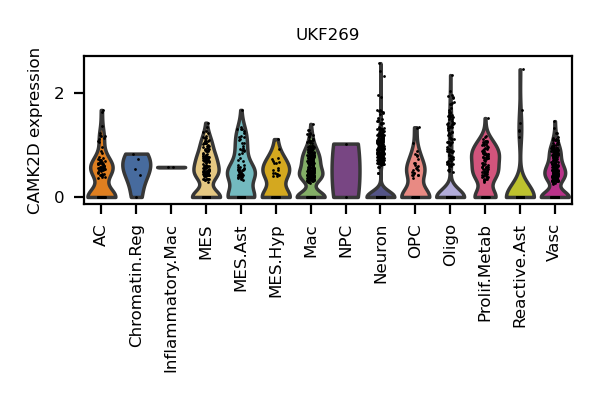 UKF269
CAMK2D expression
2
0
AC
Chromatin.Reg
Inflammatory.Mac
MES
MES.Ast
MES.Hyp
Mac
NPC
Neuron
OPC
Oligo
Prolif.Metab
Reactive.Ast
Vasc